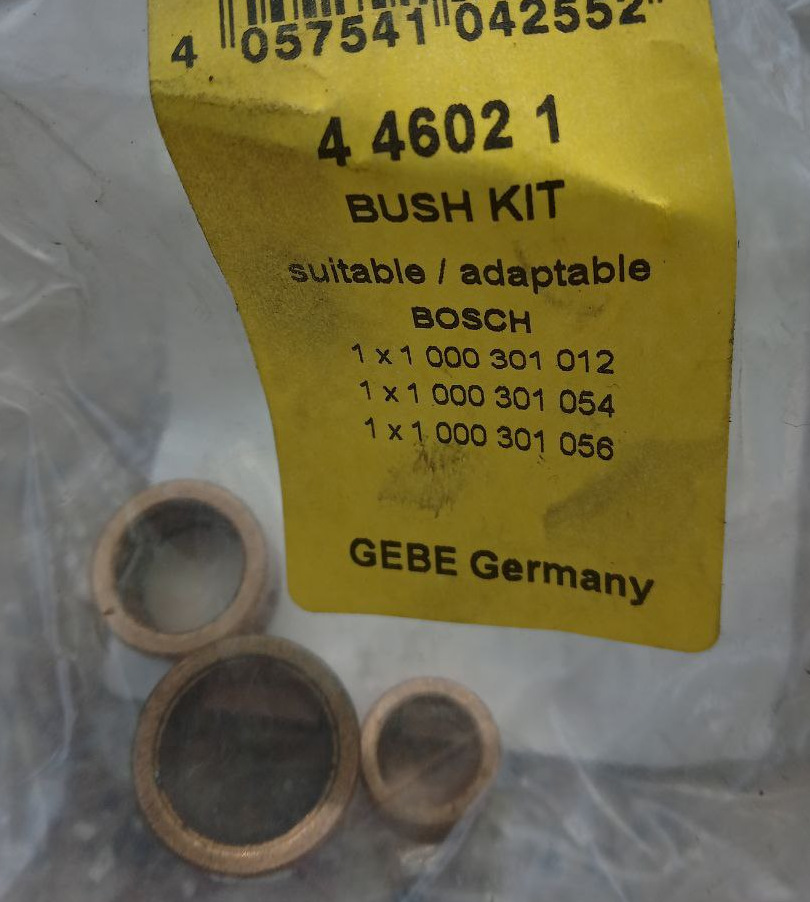 4 057541 042552
4 4602 1
BUSH KIT
suitable / adaptable
BOSCH
1 x 1 000 301 012
1 x 1 000 301 054
1 x 1 000 301 056
GEBE Germany